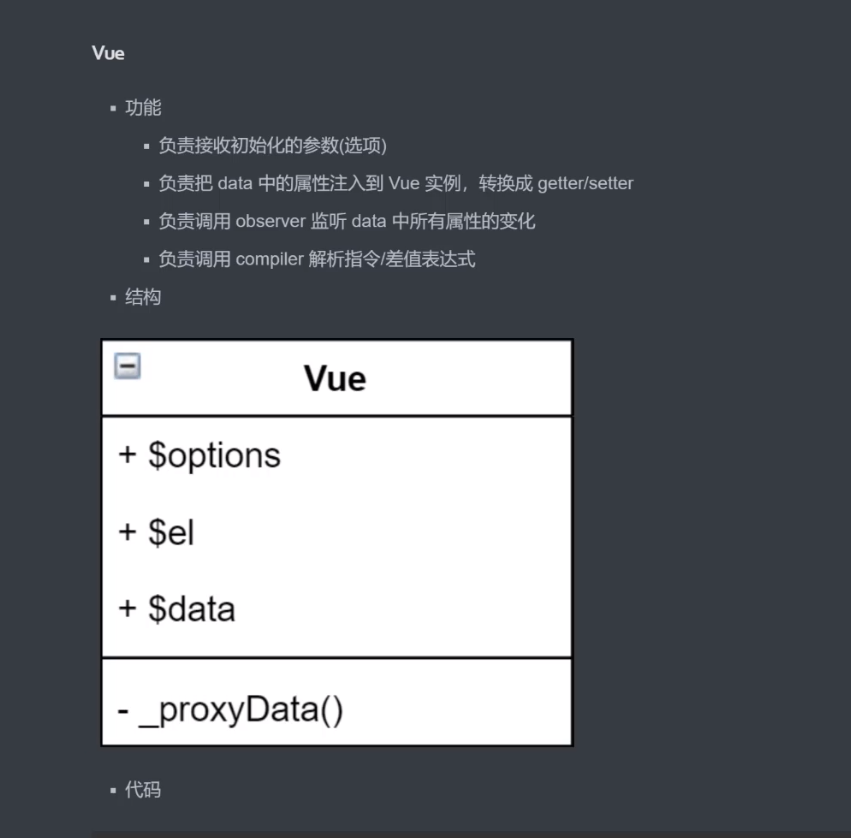 Vue
功能
负责接收初始化的参数(选项)
负责把 data 中的属性注入到 Vue 实例，转换成 getter/setter
负责调用 observer 监听 data 中所有属性的变化
负责调用 compiler 解析指令/差值表达式
结构
Vue
+ $options
+ $el
+ $data
- _proxyData()
代码